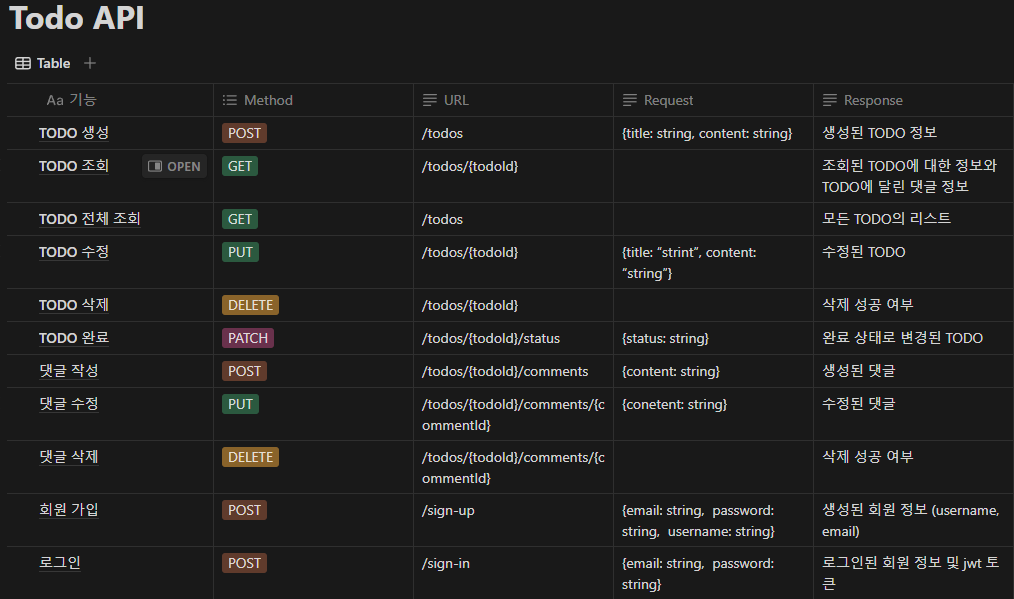 Todo API
Table +
Aa 기능 Method URL Request Response
TODO 생성 POST /todos {title: string, content: string} 생성된 TODO 정보
TODO 조회 OPEN GET /todos/{todoId} 조회된 TODO에 대한 정보와
TODO에 달린 댓글 정보
TODO 전체 조회 GET /todos 모든 TODO의 리스트
TODO 수정 PUT /todos/{todoId} {title: “strint”, content: 수정된 TODO
“string”}
TODO 삭제 DELETE /todos/{todoId} 삭제 성공 여부
TODO 완료 PATCH /todos/{todoId}/status {status: string} 완료 상태로 변경된 TODO
댓글 작성 POST /todos/{todoId}/comments {content: string} 생성된 댓글
댓글 수정 PUT /todos/{todoId}/comments/{c {conetent: string} 수정된 댓글
ommentId}
댓글 삭제 DELETE /todos/{todoId}/comments/{c 삭제 성공 여부
ommentId}
회원 가입 POST /sign-up {email: string, password: 생성된 회원 정보 (username,
string, username: string} email)
로그인 POST /sign-in {email: string, password: 로그인된 회원 정보 및 jwt 토
string} 큰